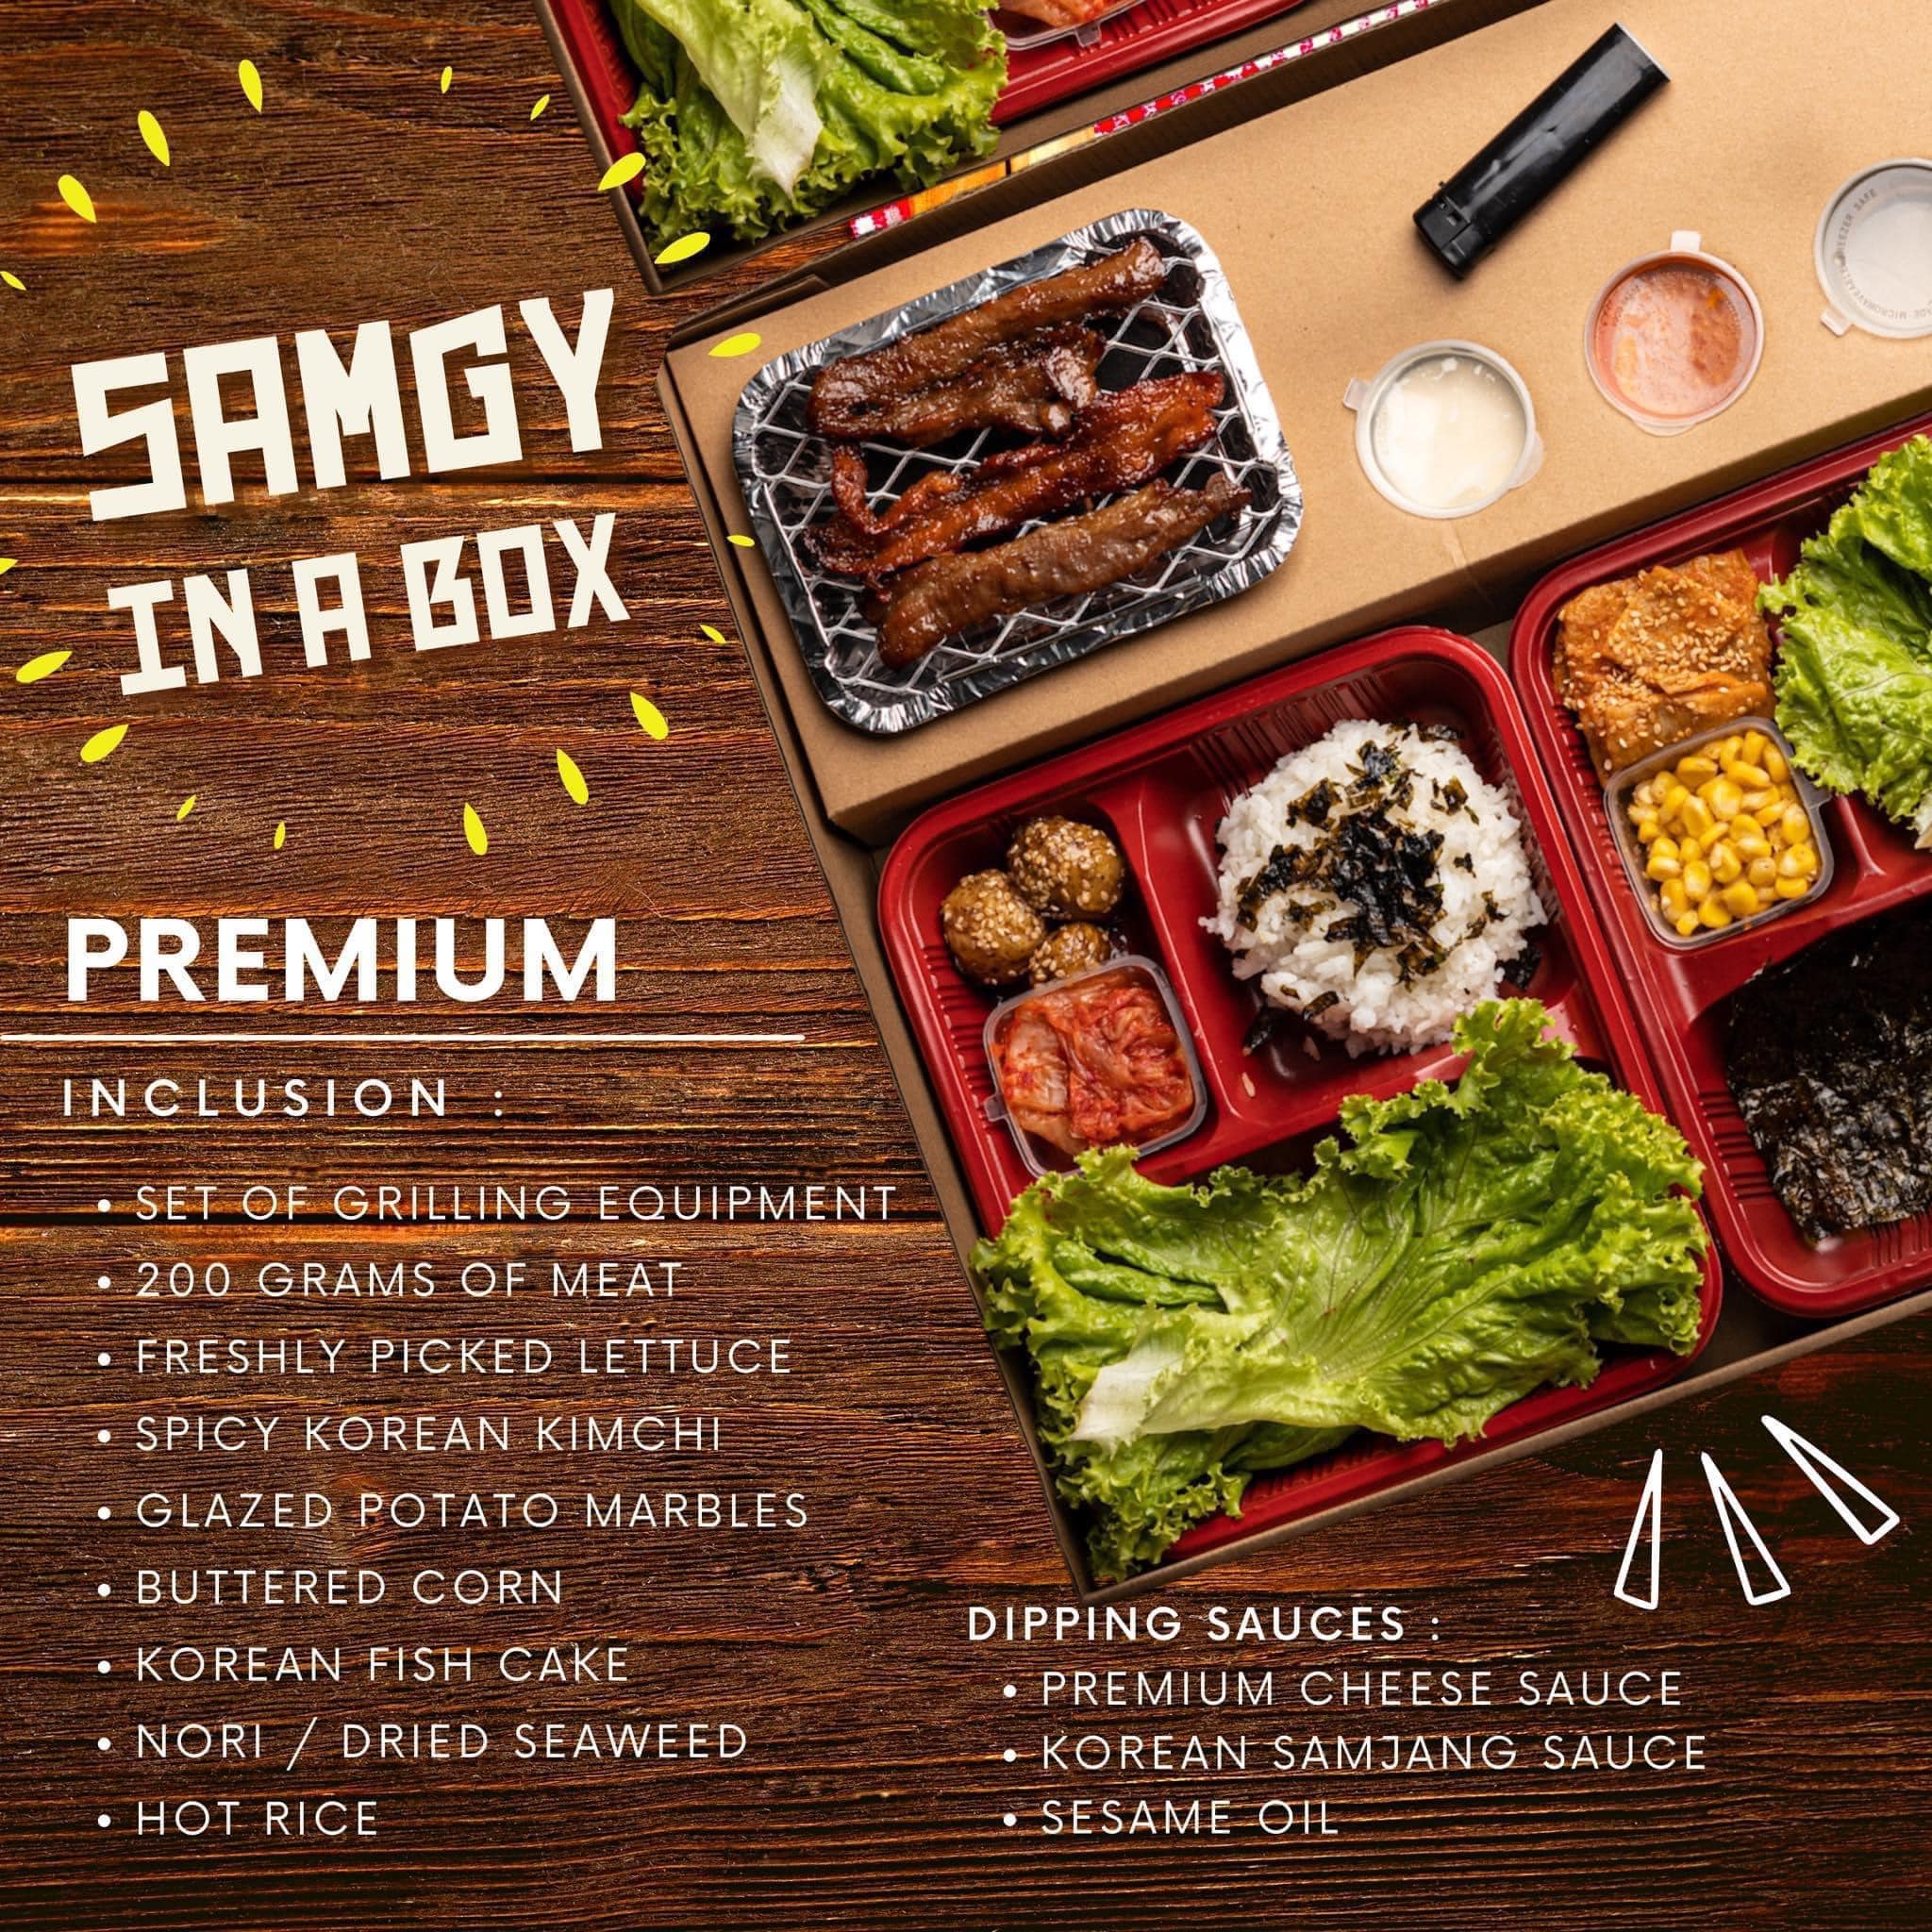 SAMGY
IN A BOX
PREMIUM
INCLUSION :
• SET OF GRILLING EQUIPMENT
• 200 GRAMS OF MEAT
• FRESHLY PICKED LETTUCE
• SPICY KOREAN KIMCHI
• GLAZED POTATO MARBLES
• BUTTERED CORN
• KOREAN FISH CAKE
• NORI / DRIED SEAWEED
• HOT RICE
DIPPING SAUCES :
• PREMIUM CHEESE SAUCE
• KOREAN SAMJANG SAUCE
• SESAME OIL